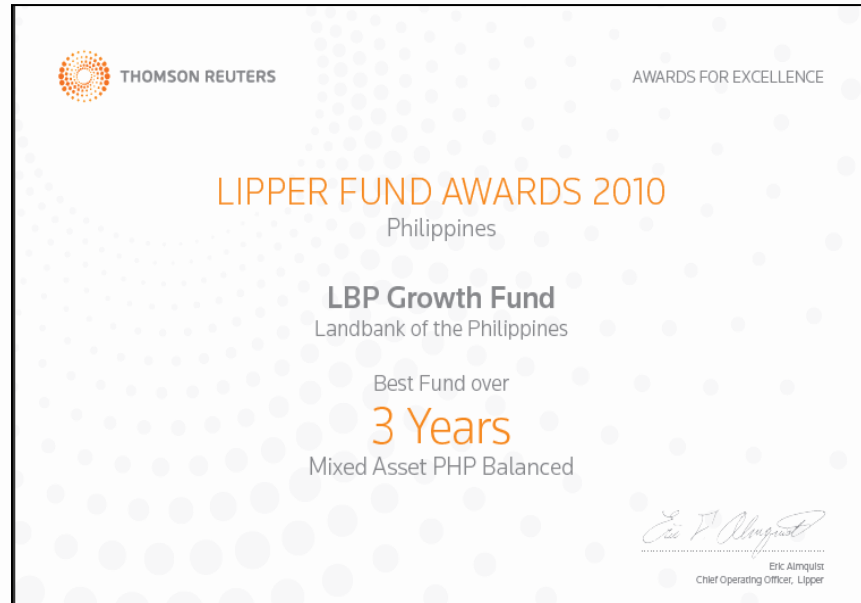 THOMSON REUTERS
AWARDS FOR EXCELLENCE
LIPPER FUND AWARDS 2010
Philippines
LBP Growth Fund
Landbank of the Philippines
Best Fund over
3 Years
Mixed Asset PHP Balanced
Eric Almquist
Chief Operating Officer, Lipper